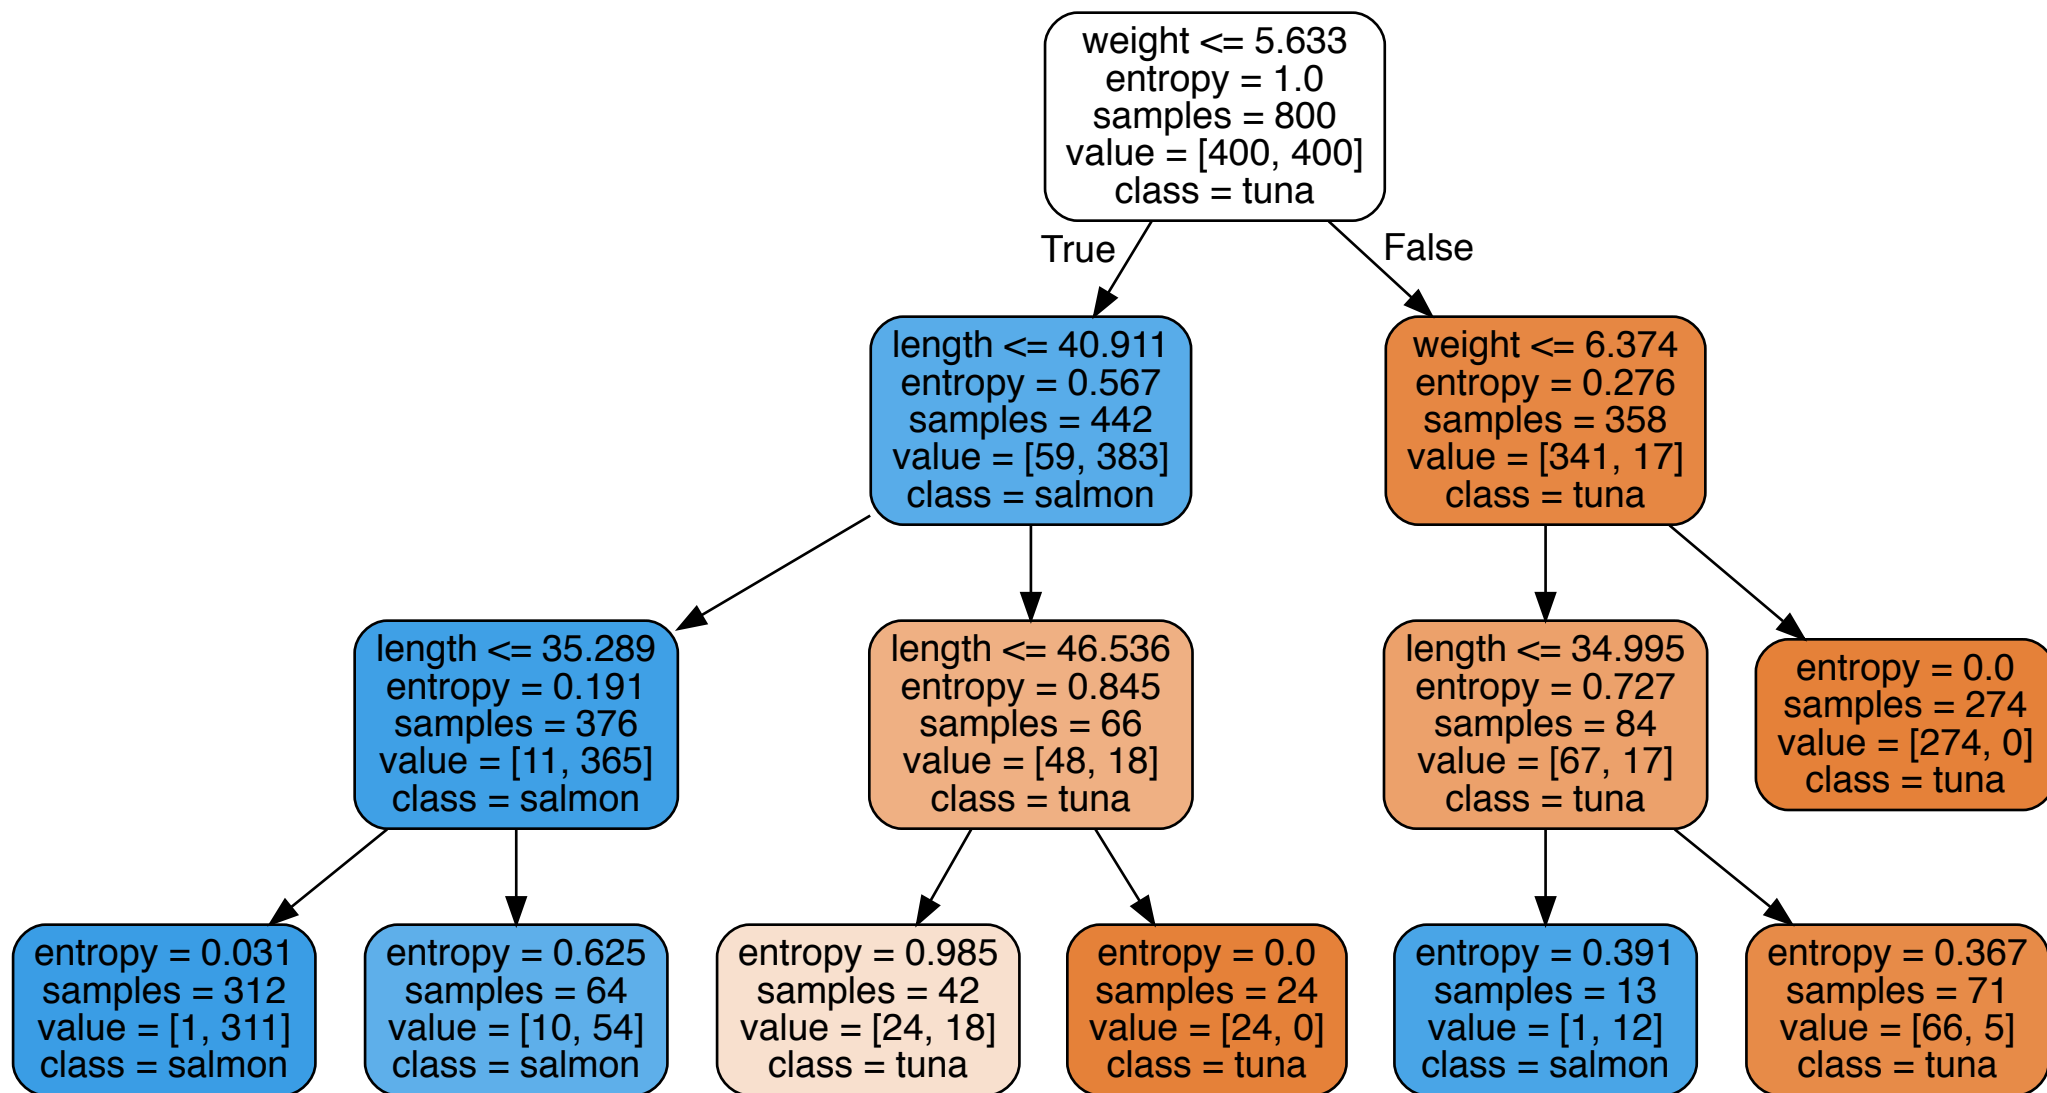 weight <= 5.633
entropy = 1.0
samples = 800
value = [400, 400]
class = tuna
True
False
length <= 40.911
entropy = 0.567
samples = 442
value = [59, 383]
class = salmon
weight <= 6.374
entropy = 0.276
samples = 358
value = [341, 17]
class = tuna
length <= 35.289
entropy = 0.191
samples = 376
value = [11, 365]
class = salmon
length <= 46.536
entropy = 0.845
samples = 66
value = [48, 18]
class = tuna
length <= 34.995
entropy = 0.727
samples = 84
value = [67, 17]
class = tuna
entropy = 0.0
samples = 274
value = [274, 0]
class = tuna
entropy = 0.031
samples = 312
value = [1, 311]
class = salmon
entropy = 0.625
samples = 64
value = [10, 54]
class = salmon
entropy = 0.985
samples = 42
value = [24, 18]
class = tuna
entropy = 0.0
samples = 24
value = [24, 0]
class = tuna
entropy = 0.391
samples = 13
value = [1, 12]
class = salmon
entropy = 0.367
samples = 71
value = [66, 5]
class = tuna